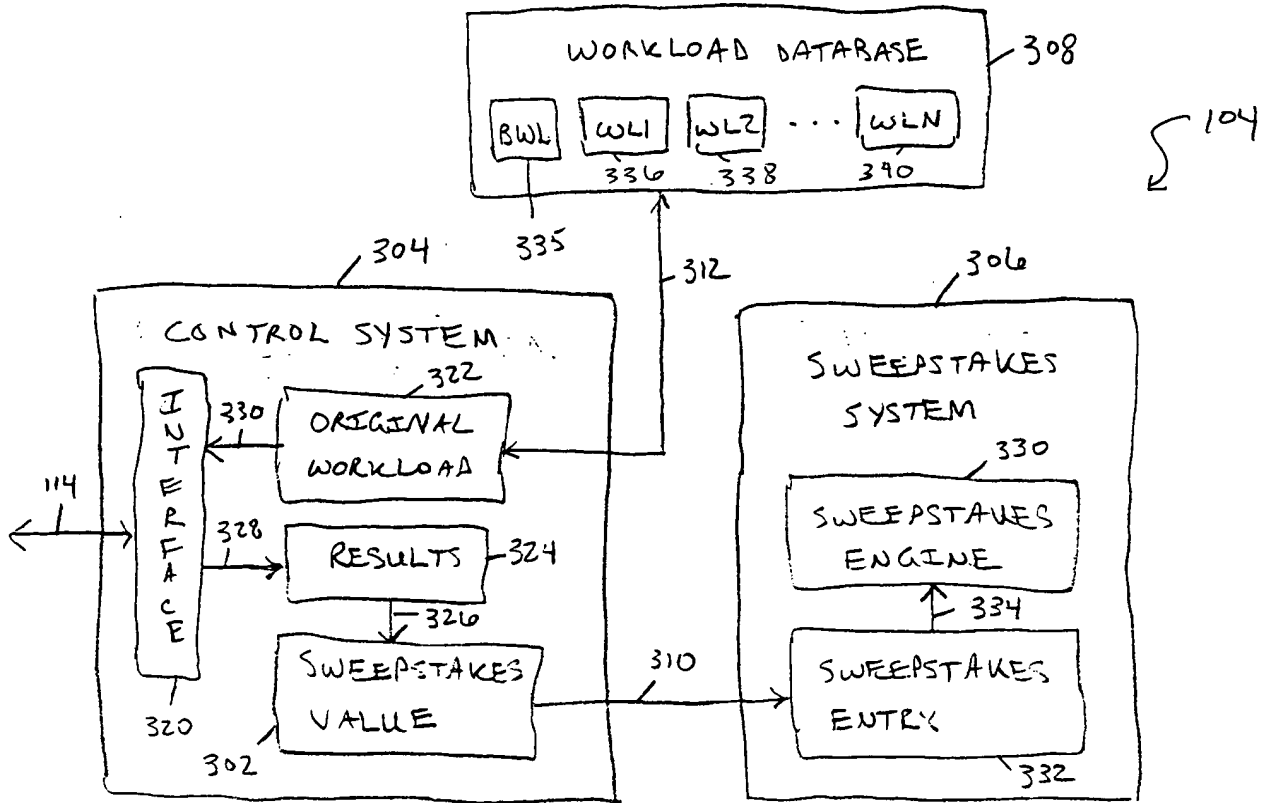 WORKLOAD DATABASE
308
BWL WL1 WL2 ... WLN
336 338 340
335
104
312
304
CONTROL SYSTEM
322
ORIGINAL
WORKLOAD
330
INTERFACE
114
328
RESULTS
324
326
SWEEPSTAKES
VALUE
320
302
310
306
SWEEPSTAKES
SYSTEM
330
SWEEPSTAKES
ENGINE
334
SWEEPSTAKES
ENTRY
332